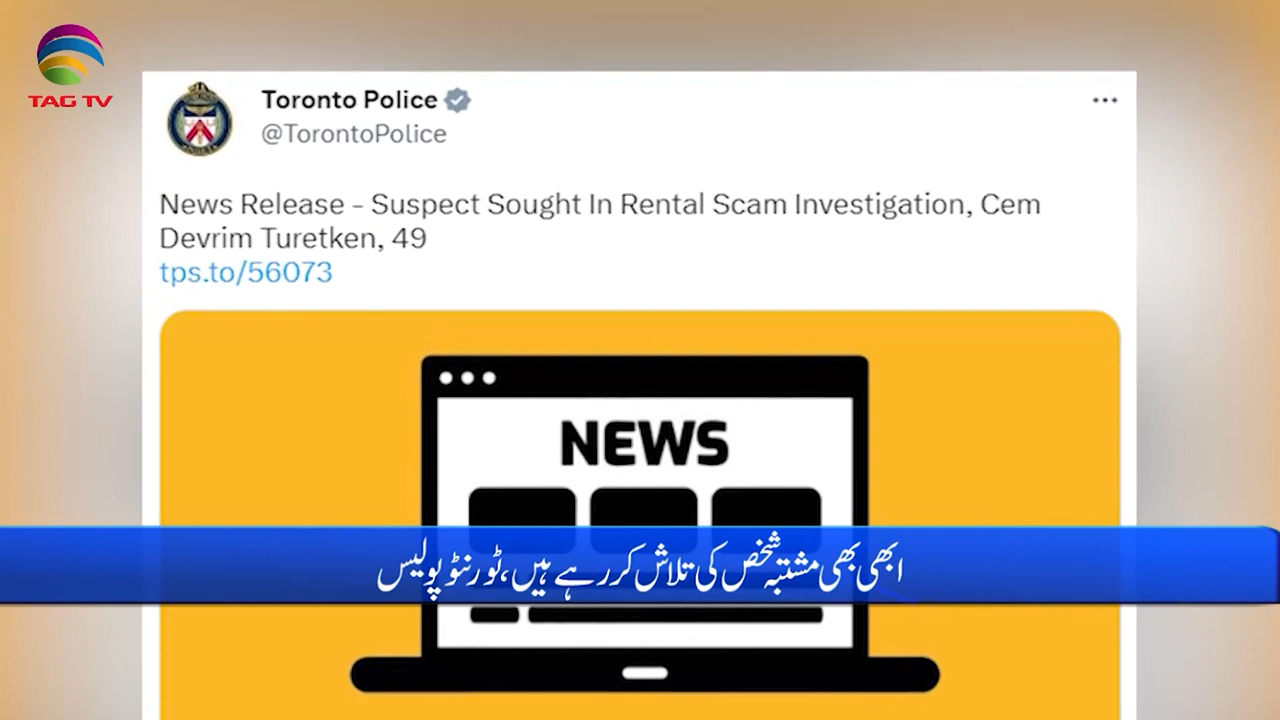 TAG TV
Toronto Police
@TorontoPolice
News Release - Suspect Sought In Rental Scam Investigation, Cem
Devrim Turetken, 49
tps.to/56073
NEWS
ابھی بھی مشتبہ شخص کی تلاش کر رہے ہیں، ٹورنٹو پولیس